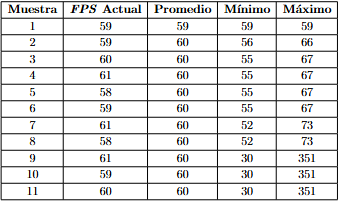 Muestra FPS Actual Promedio Mínimo Máximo
1 59 59 59 59
2 59 60 56 66
3 60 60 55 67
4 61 60 55 67
5 58 60 55 67
6 59 60 55 67
7 61 60 52 73
8 58 60 52 73
9 61 60 30 351
10 59 60 30 351
11 60 60 30 351